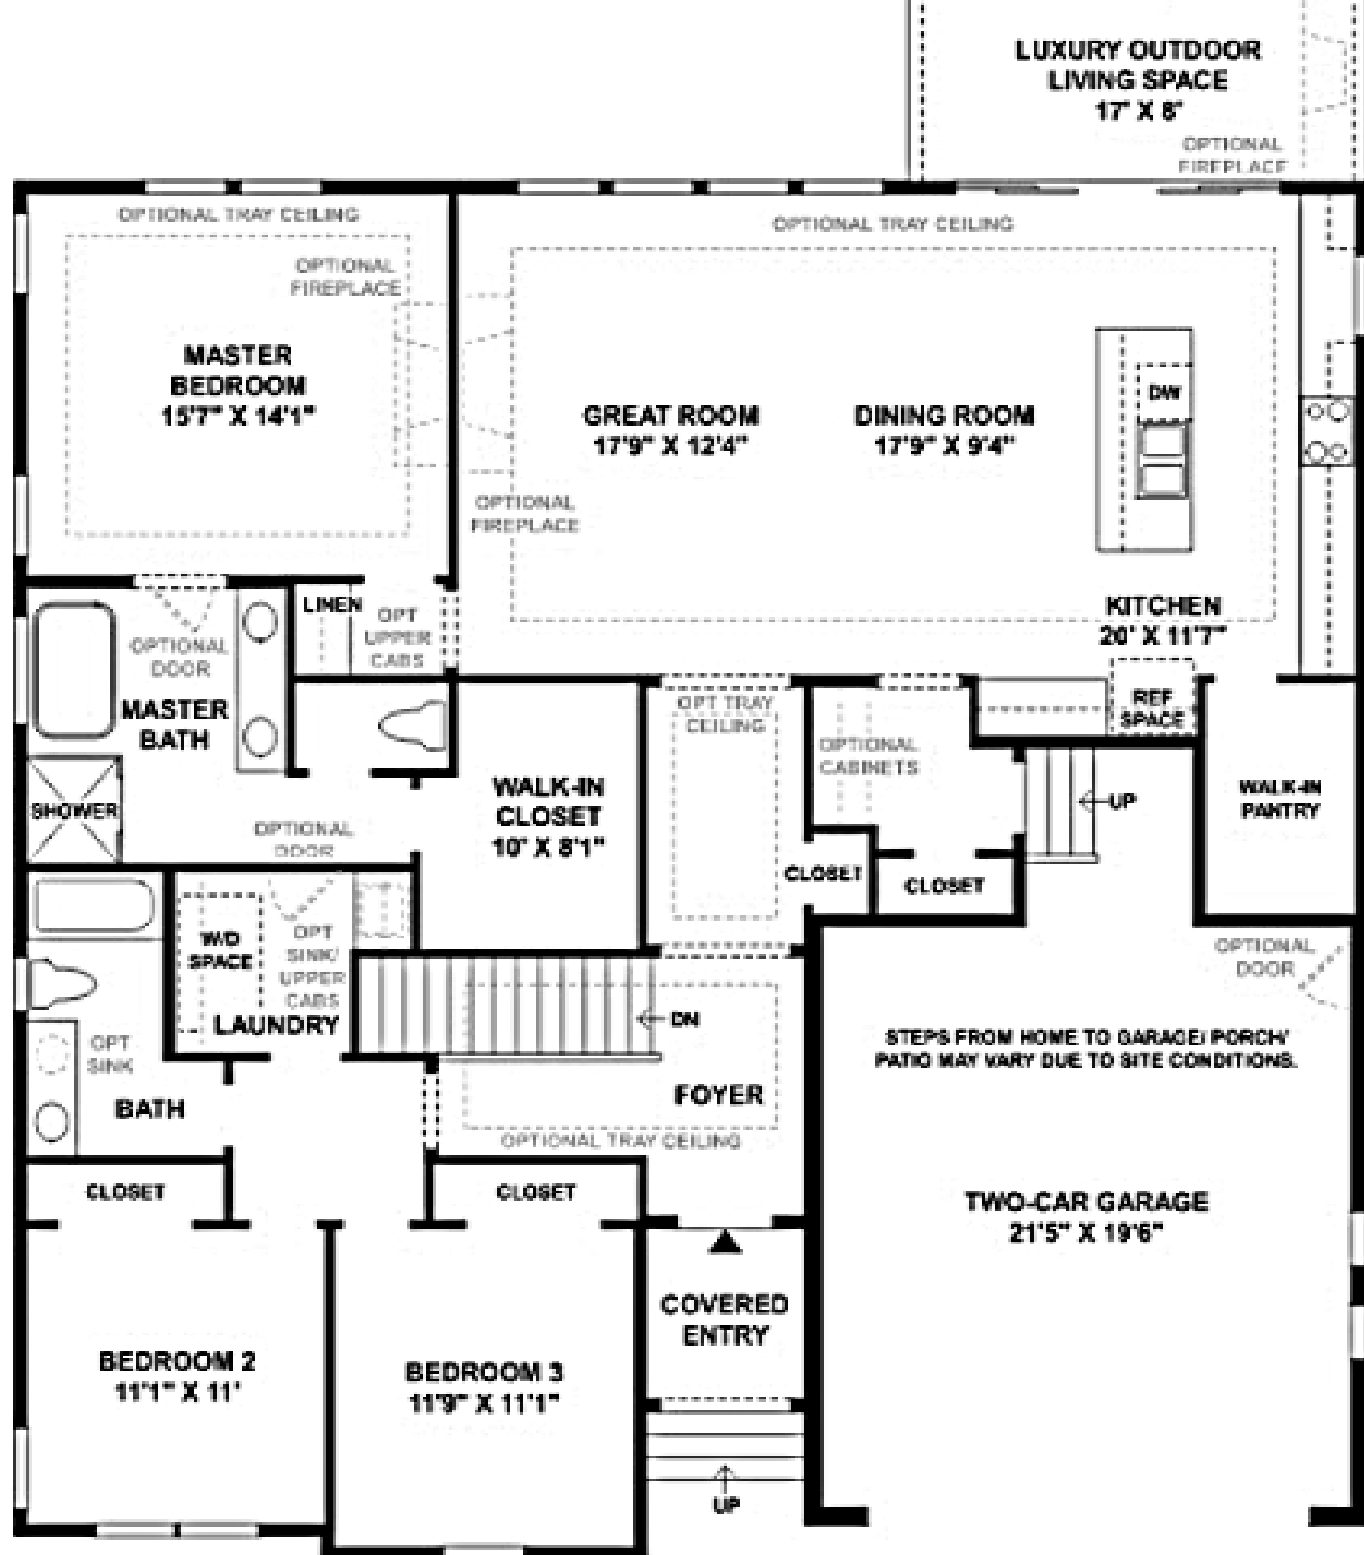 LUXURY OUTDOOR
LIVING SPACE
17' X 8'
OPTIONAL
FIREPLACE
OPTIONAL TRAY CEILING
OPTIONAL
FIREPLACE
MASTER
BEDROOM
15'7" X 14'1"
OPTIONAL TRAY CEILING
GREAT ROOM
17'9" X 12'4"
DINING ROOM
17'9" X 9'4"
DW
OPTIONAL
FIREPLACE
KITCHEN
20' X 11'7"
LINEN
OPT
UPPER
CABS
OPTIONAL
DOOR
MASTER
BATH
SHOWER
OPTIONAL
DOOR
WALK-IN
CLOSET
10' X 8'1"
OPT TRAY
CEILING
OPTIONAL
CABINETS
REF
SPACE
UP
WALK-IN
PANTRY
CLOSET
CLOSET
W/D
SPACE
OPT
SINK/
UPPER
CABS
LAUNDRY
OPT
SINK
BATH
DN
FOYER
OPTIONAL TRAY CEILING
OPTIONAL
DOOR
STEPS FROM HOME TO GARAGE/ PORCH/
PATIO MAY VARY DUE TO SITE CONDITIONS.
CLOSET
CLOSET
TWO-CAR GARAGE
21'5" X 19'6"
COVERED
ENTRY
BEDROOM 2
11'1" X 11'
BEDROOM 3
11'9" X 11'1"
UP